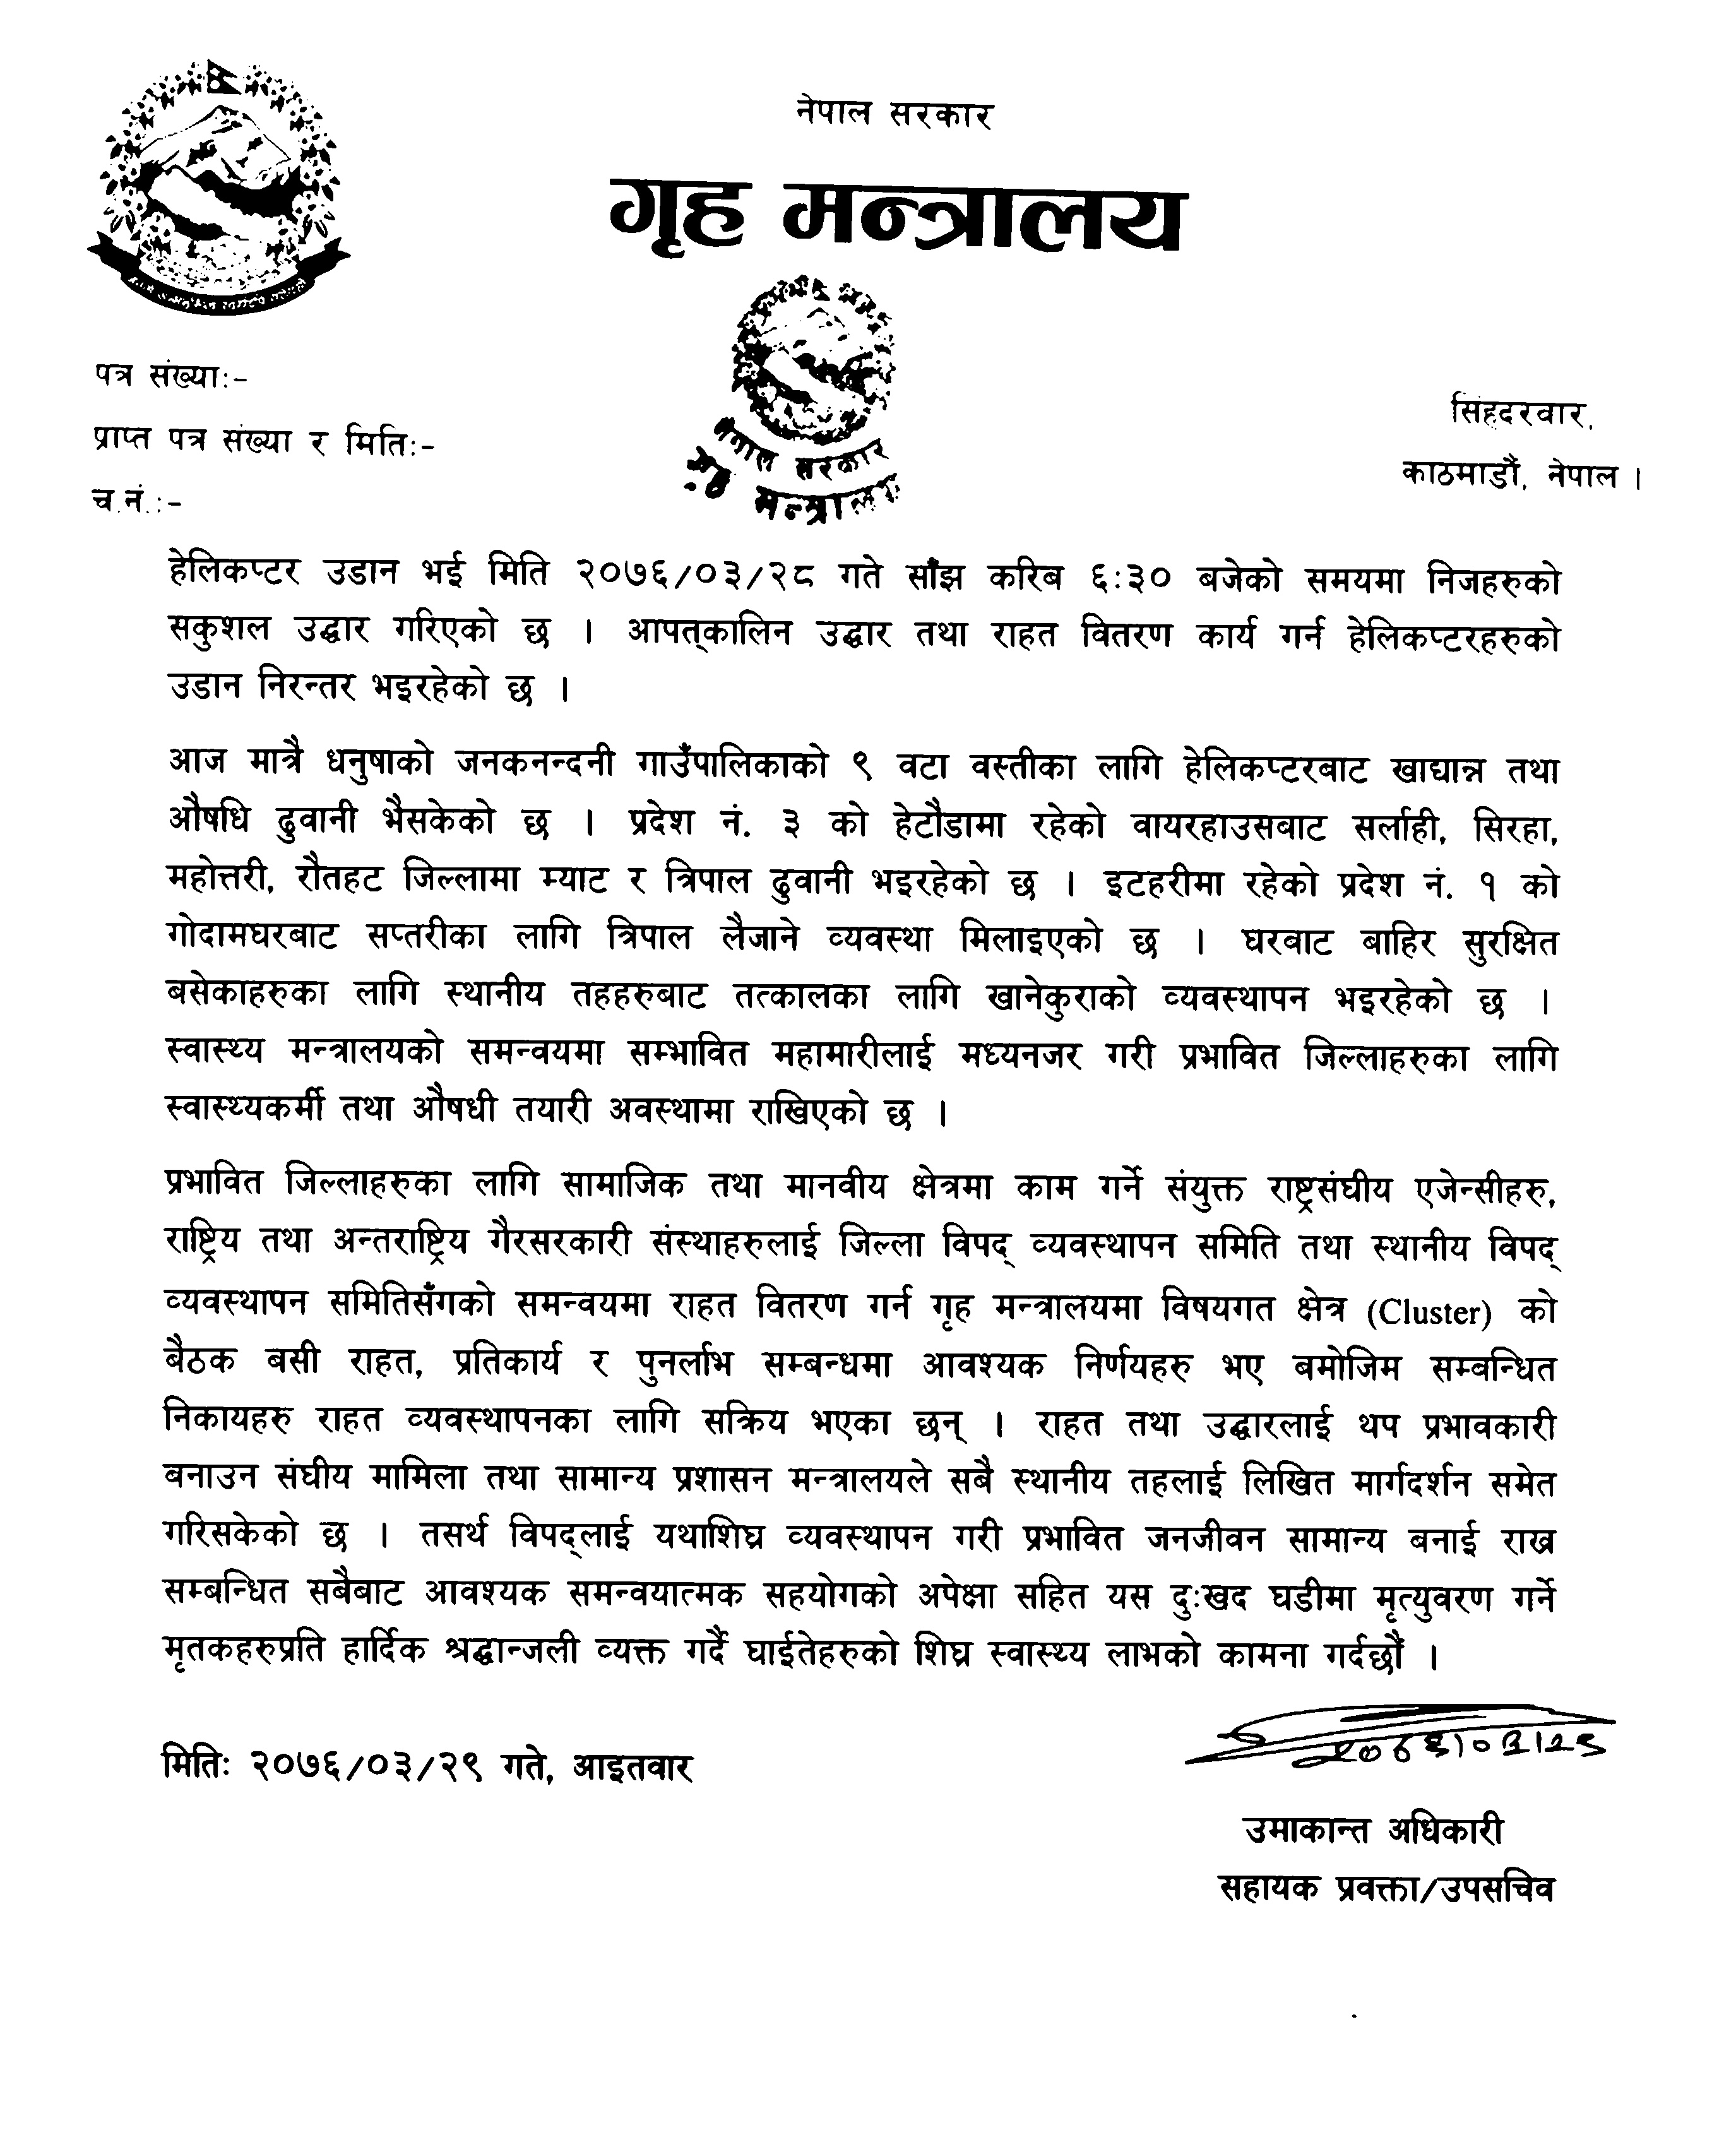 नेपाल सरकार
गृह मन्त्रालय
नेपाल सरकार
गृह मन्त्रालय
पत्र संख्याः-
प्राप्त पत्र संख्या र मितिः-
च.नं.:-
सिंहदरवार,
काठमाडौं, नेपाल ।
हेलिकप्टर उडान भई मिति २०७६/०३/२८ गते साँझ करिब ६:३० बजेको समयमा निजहरुको
सकुशल उद्धार गरिएको छ । आपत्कालिन उद्धार तथा राहत वितरण कार्य गर्न हेलिकप्टरहरुको
उडान निरन्तर भइरहेको छ ।
आज मात्रै धनुषाको जनकनन्दनी गाउँपालिकाको ९ वटा वस्तीका लागि हेलिकप्टरबाट खाद्यान्न तथा
औषधि ढुवानी भैसकेको छ । प्रदेश नं. ३ को हेटौडामा रहेको वायरहाउसबाट सर्लाही, सिरहा,
महोत्तरी, रौतहट जिल्लामा म्याट र त्रिपाल ढुवानी भइरहेको छ । इटहरीमा रहेको प्रदेश नं. १ को
गोदामघरबाट सप्तरीका लागि त्रिपाल लैजाने व्यवस्था मिलाइएको छ । घरबाट बाहिर सुरक्षित
बसेकाहरुका लागि स्थानीय तहहरुबाट तत्कालका लागि खानेकुराको व्यवस्थापन भइरहेको छ ।
स्वास्थ्य मन्त्रालयको समन्वयमा सम्भावित महामारीलाई मध्यनजर गरी प्रभावित जिल्लाहरुका लागि
स्वास्थ्यकर्मी तथा औषधी तयारी अवस्थामा राखिएको छ ।
प्रभावित जिल्लाहरुका लागि सामाजिक तथा मानवीय क्षेत्रमा काम गर्ने संयुक्त राष्ट्रसंघीय एजेन्सीहरु,
राष्ट्रिय तथा अन्तराष्ट्रिय गैरसरकारी संस्थाहरुलाई जिल्ला विपद् व्यवस्थापन समिति तथा स्थानीय विपद्
व्यवस्थापन समितिसँगको समन्वयमा राहत वितरण गर्न गृह मन्त्रालयमा विषयगत क्षेत्र (Cluster) को
बैठक बसी राहत, प्रतिकार्य र पुनर्लाभ सम्बन्धमा आवश्यक निर्णयहरु भए बमोजिम सम्बन्धित
निकायहरु राहत व्यवस्थापनका लागि सक्रिय भएका छन् । राहत तथा उद्धारलाई थप प्रभावकारी
बनाउन संघीय मामिला तथा सामान्य प्रशासन मन्त्रालयले सबै स्थानीय तहलाई लिखित मार्गदर्शन समेत
गरिसकेको छ । तसर्थ विपद्लाई यथाशिघ्र व्यवस्थापन गरी प्रभावित जनजीवन सामान्य बनाई राख्न
सम्बन्धित सबैबाट आवश्यक समन्वयात्मक सहयोगको अपेक्षा सहित यस दुःखद घडीमा मृत्युवरण गर्ने
मृतकहरुप्रति हार्दिक श्रद्धान्जली व्यक्त गर्दै घाईतेहरुको शिघ्र स्वास्थ्य लाभको कामना गर्दछौं ।
मितिः २०७६/०३/२९ गते, आइतवार
उमाकान्त अधिकारी
सहायक प्रवक्ता/उपसचिव